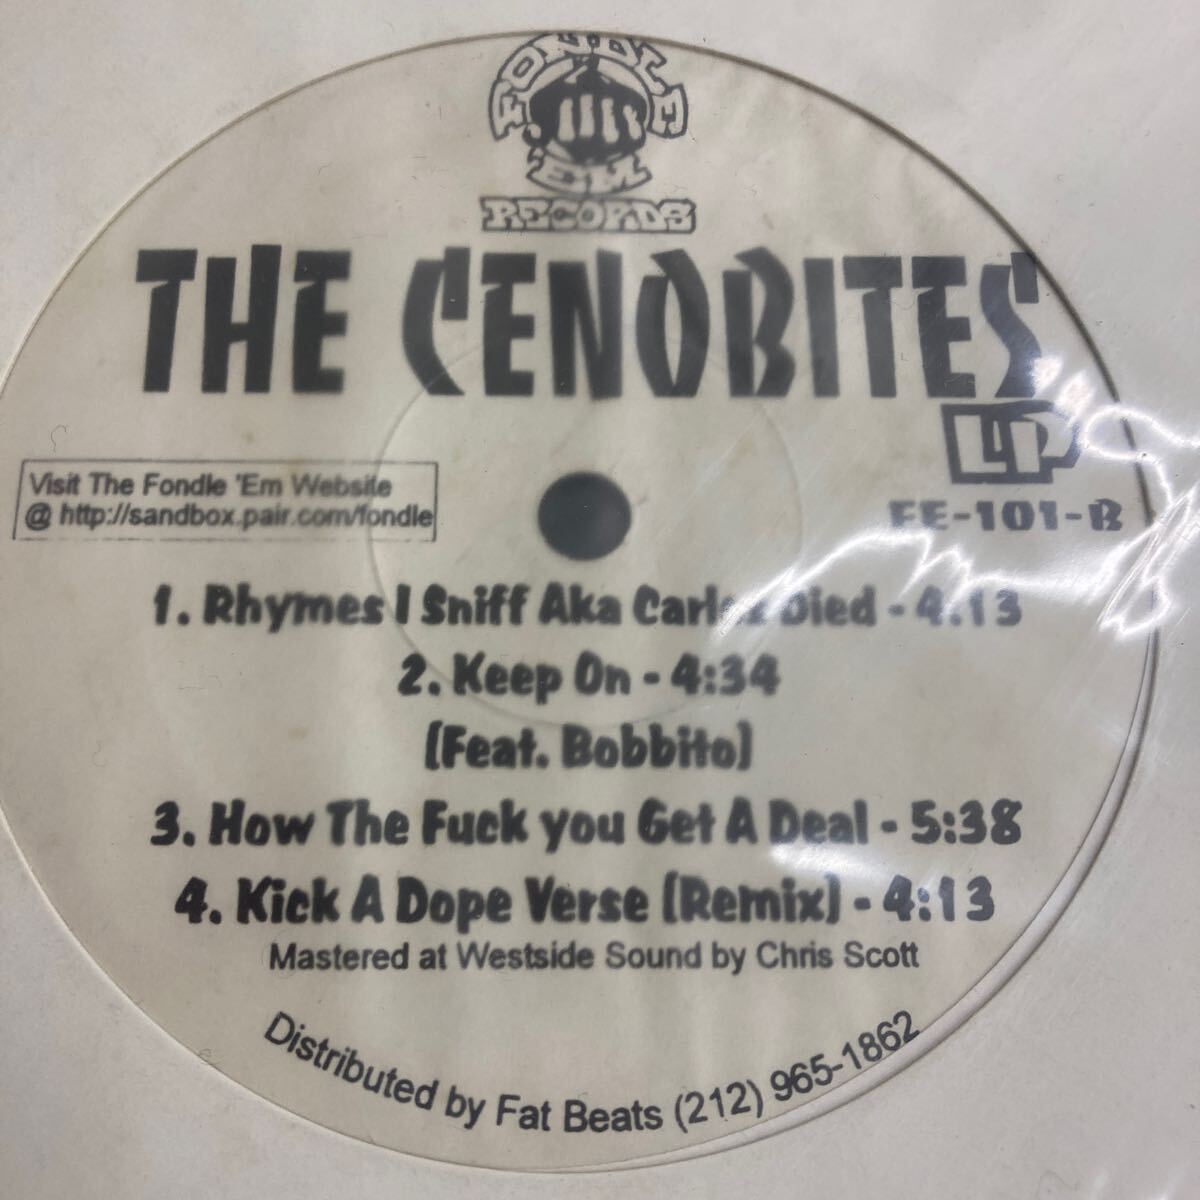 FONDLE
'EM
RECORDS
THE CENOBITES
LP
FE-101-B
Visit The Fondle 'Em Website
@ http://sandbox.pair.com/fondle
1. Rhymes I Sniff Aka Died - 4:13
2. Keep On - 4:34
(Feat. Bobbito)
3. How The Fuck you Get A Deal - 5:38
4. Kick A Dope Verse (Remix) - 4:13
Mastered at Westside Sound by Chris Scott
Distributed by Fat Beats (212) 965-1862